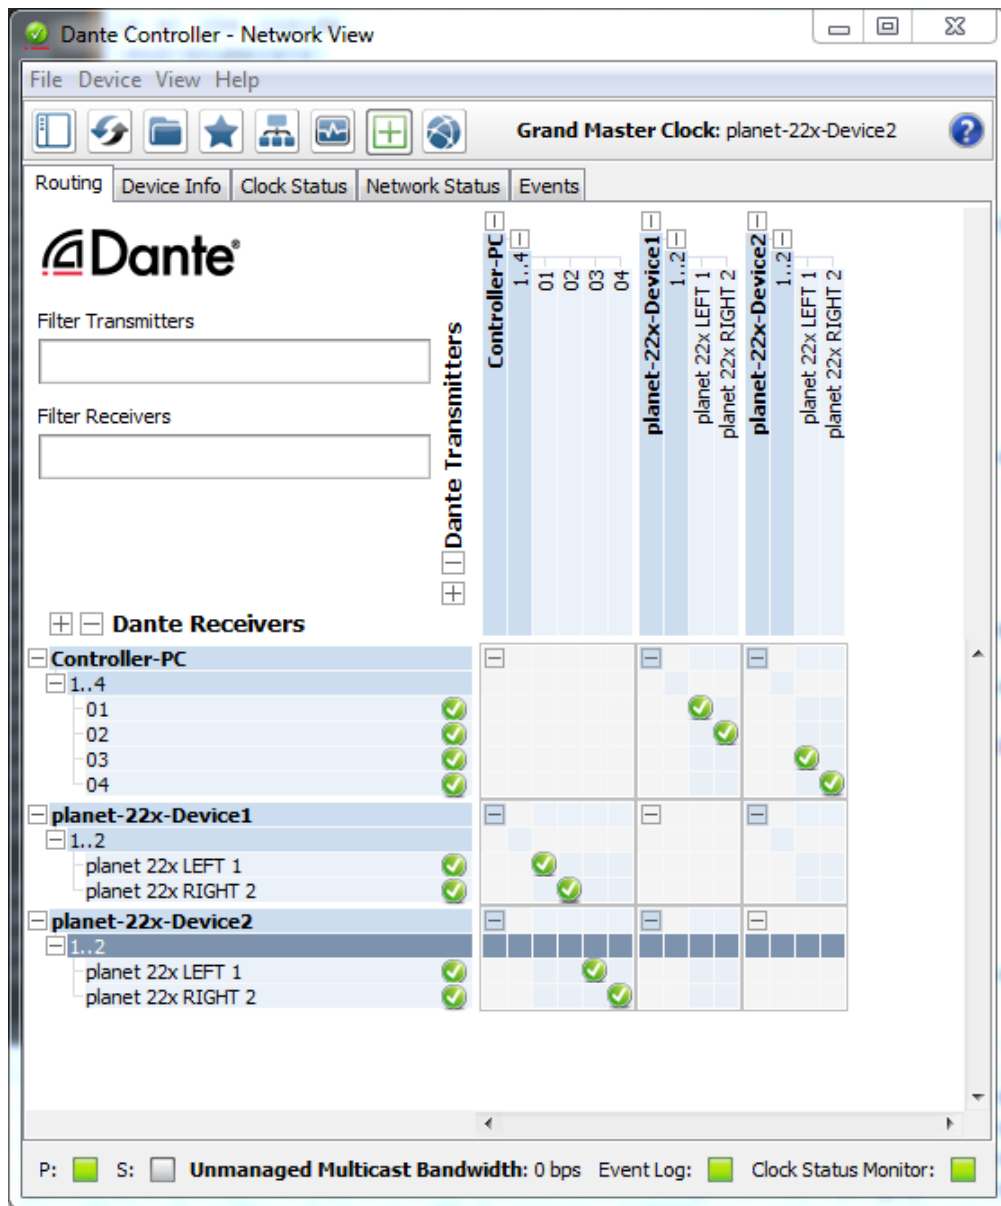 Dante Controller - Network View
File Device View Help
Grand Master Clock: planet-22x-Device2
Routing Device Info Clock Status Network Status Events
Dante®
Filter Transmitters
Filter Receivers
Dante Transmitters
Controller-PC
1..4
01
02
03
04
planet-22x-Device1
1..2
planet 22x LEFT 1
planet 22x RIGHT 2
planet-22x-Device2
1..2
planet 22x LEFT 1
planet 22x RIGHT 2
Dante Receivers
Controller-PC
1..4
01
02
03
04
planet-22x-Device1
1..2
planet 22x LEFT 1
planet 22x RIGHT 2
planet-22x-Device2
1..2
planet 22x LEFT 1
planet 22x RIGHT 2
P: S: Unmanaged Multicast Bandwidth: 0 bps Event Log: Clock Status Monitor: